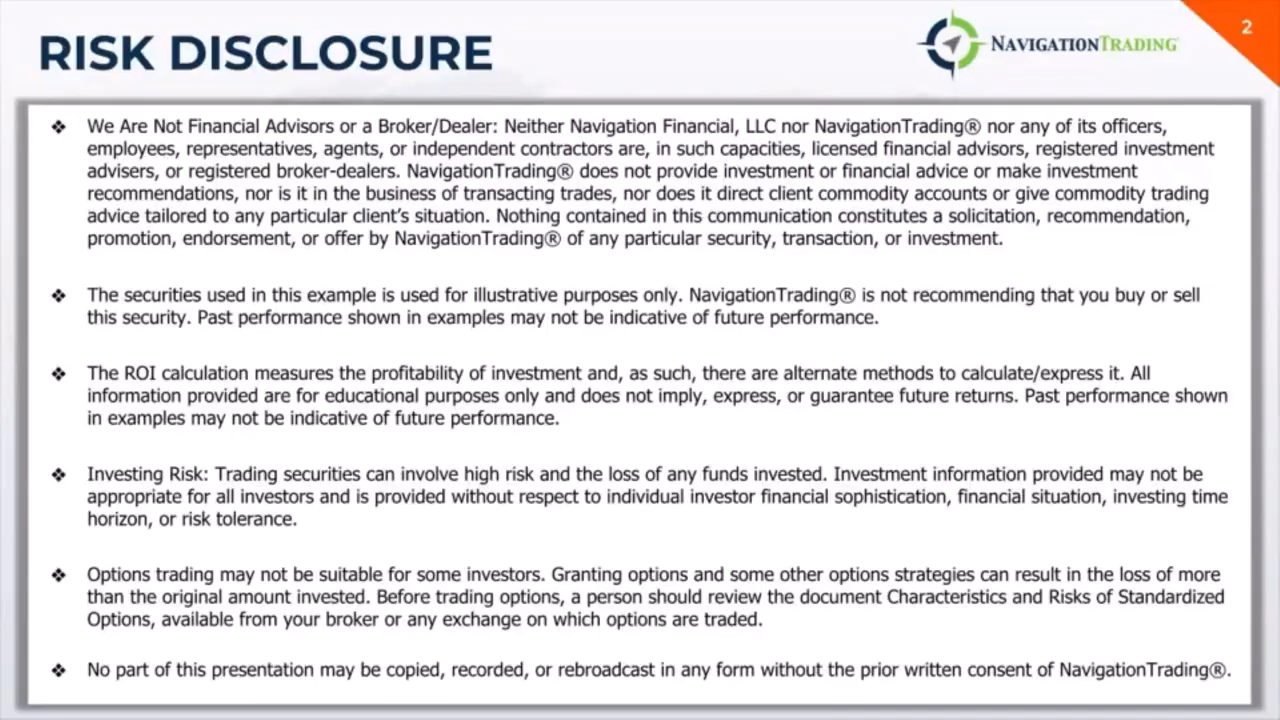 RISK DISCLOSURE
NAVIGATIONTRADING®
2
❖ We Are Not Financial Advisors or a Broker/Dealer: Neither Navigation Financial, LLC nor NavigationTrading® nor any of its officers,
employees, representatives, agents, or independent contractors are, in such capacities, licensed financial advisors, registered investment
advisers, or registered broker-dealers. NavigationTrading® does not provide investment or financial advice or make investment
recommendations, nor is it in the business of transacting trades, nor does it direct client commodity accounts or give commodity trading
advice tailored to any particular client's situation. Nothing contained in this communication constitutes a solicitation, recommendation,
promotion, endorsement, or offer by NavigationTrading® of any particular security, transaction, or investment.
❖ The securities used in this example is used for illustrative purposes only. NavigationTrading® is not recommending that you buy or sell
this security. Past performance shown in examples may not be indicative of future performance.
❖ The ROI calculation measures the profitability of investment and, as such, there are alternate methods to calculate/express it. All
information provided are for educational purposes only and does not imply, express, or guarantee future returns. Past performance shown
in examples may not be indicative of future performance.
❖ Investing Risk: Trading securities can involve high risk and the loss of any funds invested. Investment information provided may not be
appropriate for all investors and is provided without respect to individual investor financial sophistication, financial situation, investing time
horizon, or risk tolerance.
❖ Options trading may not be suitable for some investors. Granting options and some other options strategies can result in the loss of more
than the original amount invested. Before trading options, a person should review the document Characteristics and Risks of Standardized
Options, available from your broker or any exchange on which options are traded.
❖ No part of this presentation may be copied, recorded, or rebroadcast in any form without the prior written consent of NavigationTrading®.